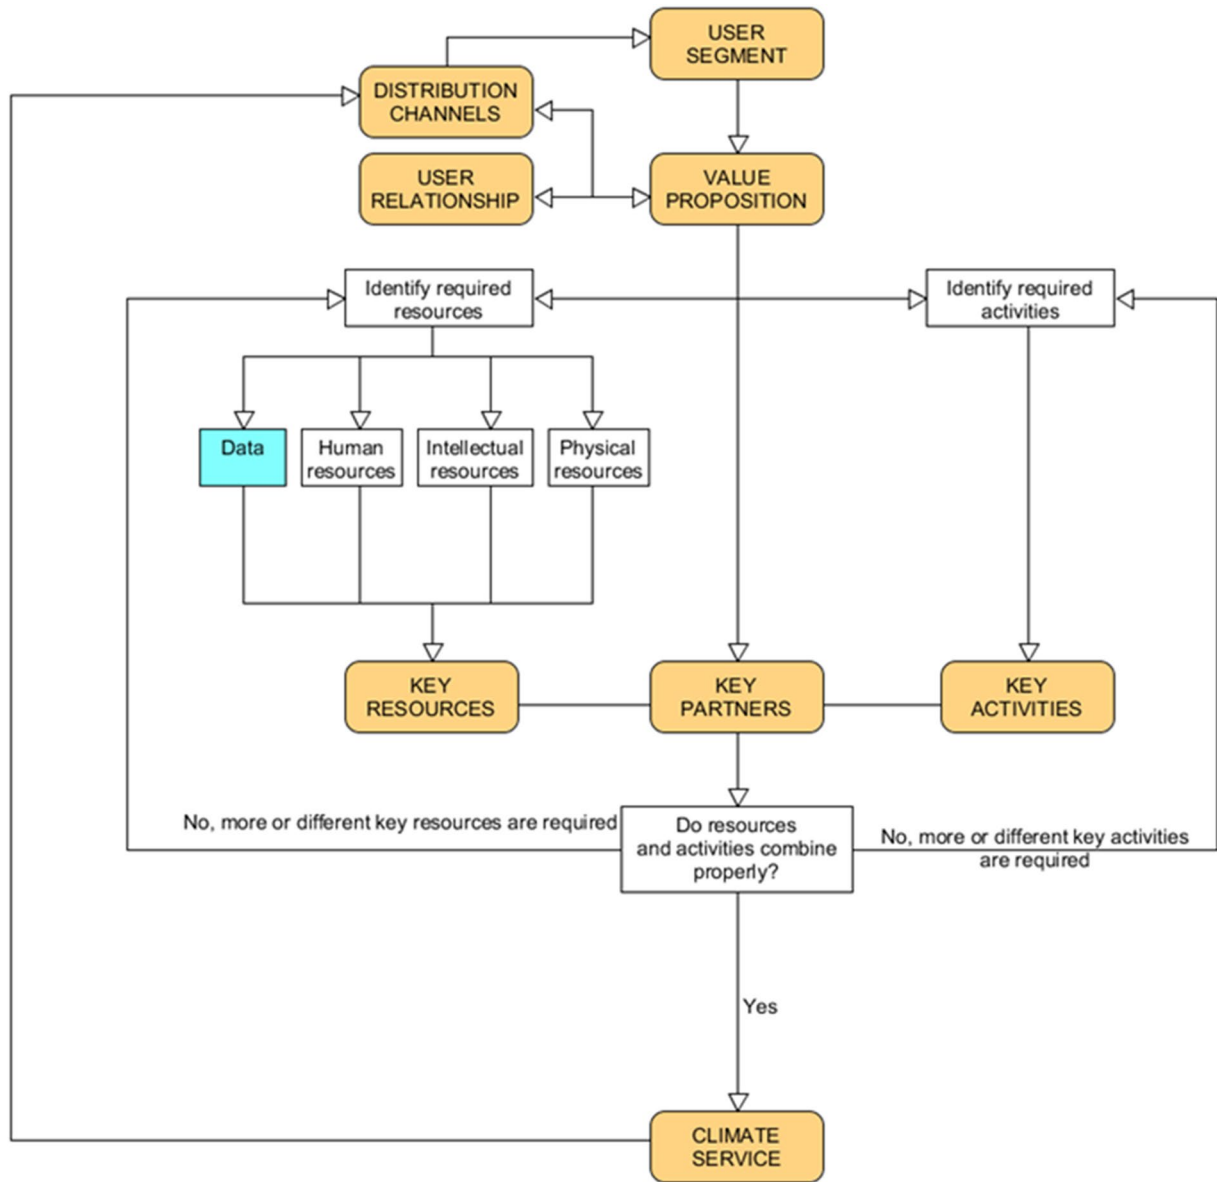 USER
SEGMENT
DISTRIBUTION
CHANNELS
USER
RELATIONSHIP
VALUE
PROPOSITION
Identify required
resources
Identify required
activities
Data
Human
resources
Intellectual
resources
Physical
resources
KEY
RESOURCES
KEY
PARTNERS
KEY
ACTIVITIES
No, more or different key resources are required
Do resources
and activities combine
properly?
No, more or different key activities
are required
Yes
CLIMATE
SERVICE